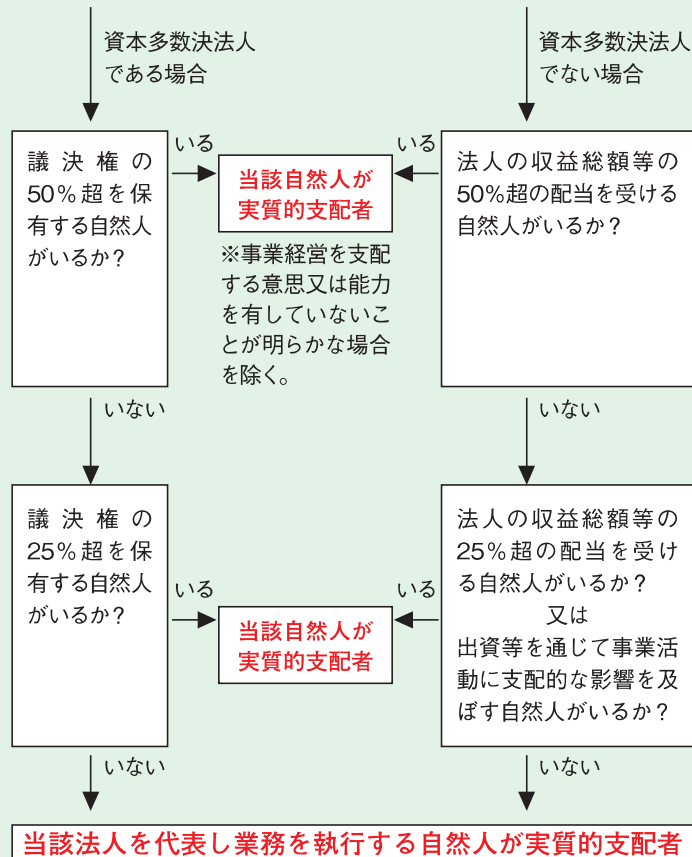 資本多数決法人
である場合
資本多数決法人
でない場合
議決権の
50%超を保
有する自然人
がいるか？
いる
当該自然人が
実質的支配者
※事業経営を支配
する意思又は能力
を有していないこ
とが明らかな場合
を除く。
いる
法人の収益総額等の
50%超の配当を受ける
自然人がいるか？
いない
いない
議決権の
25%超を保
有する自然人
がいるか？
いる
当該自然人が
実質的支配者
いる
法人の収益総額等の
25%超の配当を受け
る自然人がいるか？
又は
出資等を通じて事業活
動に支配的な影響を及
ぼす自然人がいるか？
いない
いない
当該法人を代表し業務を執行する自然人が実質的支配者